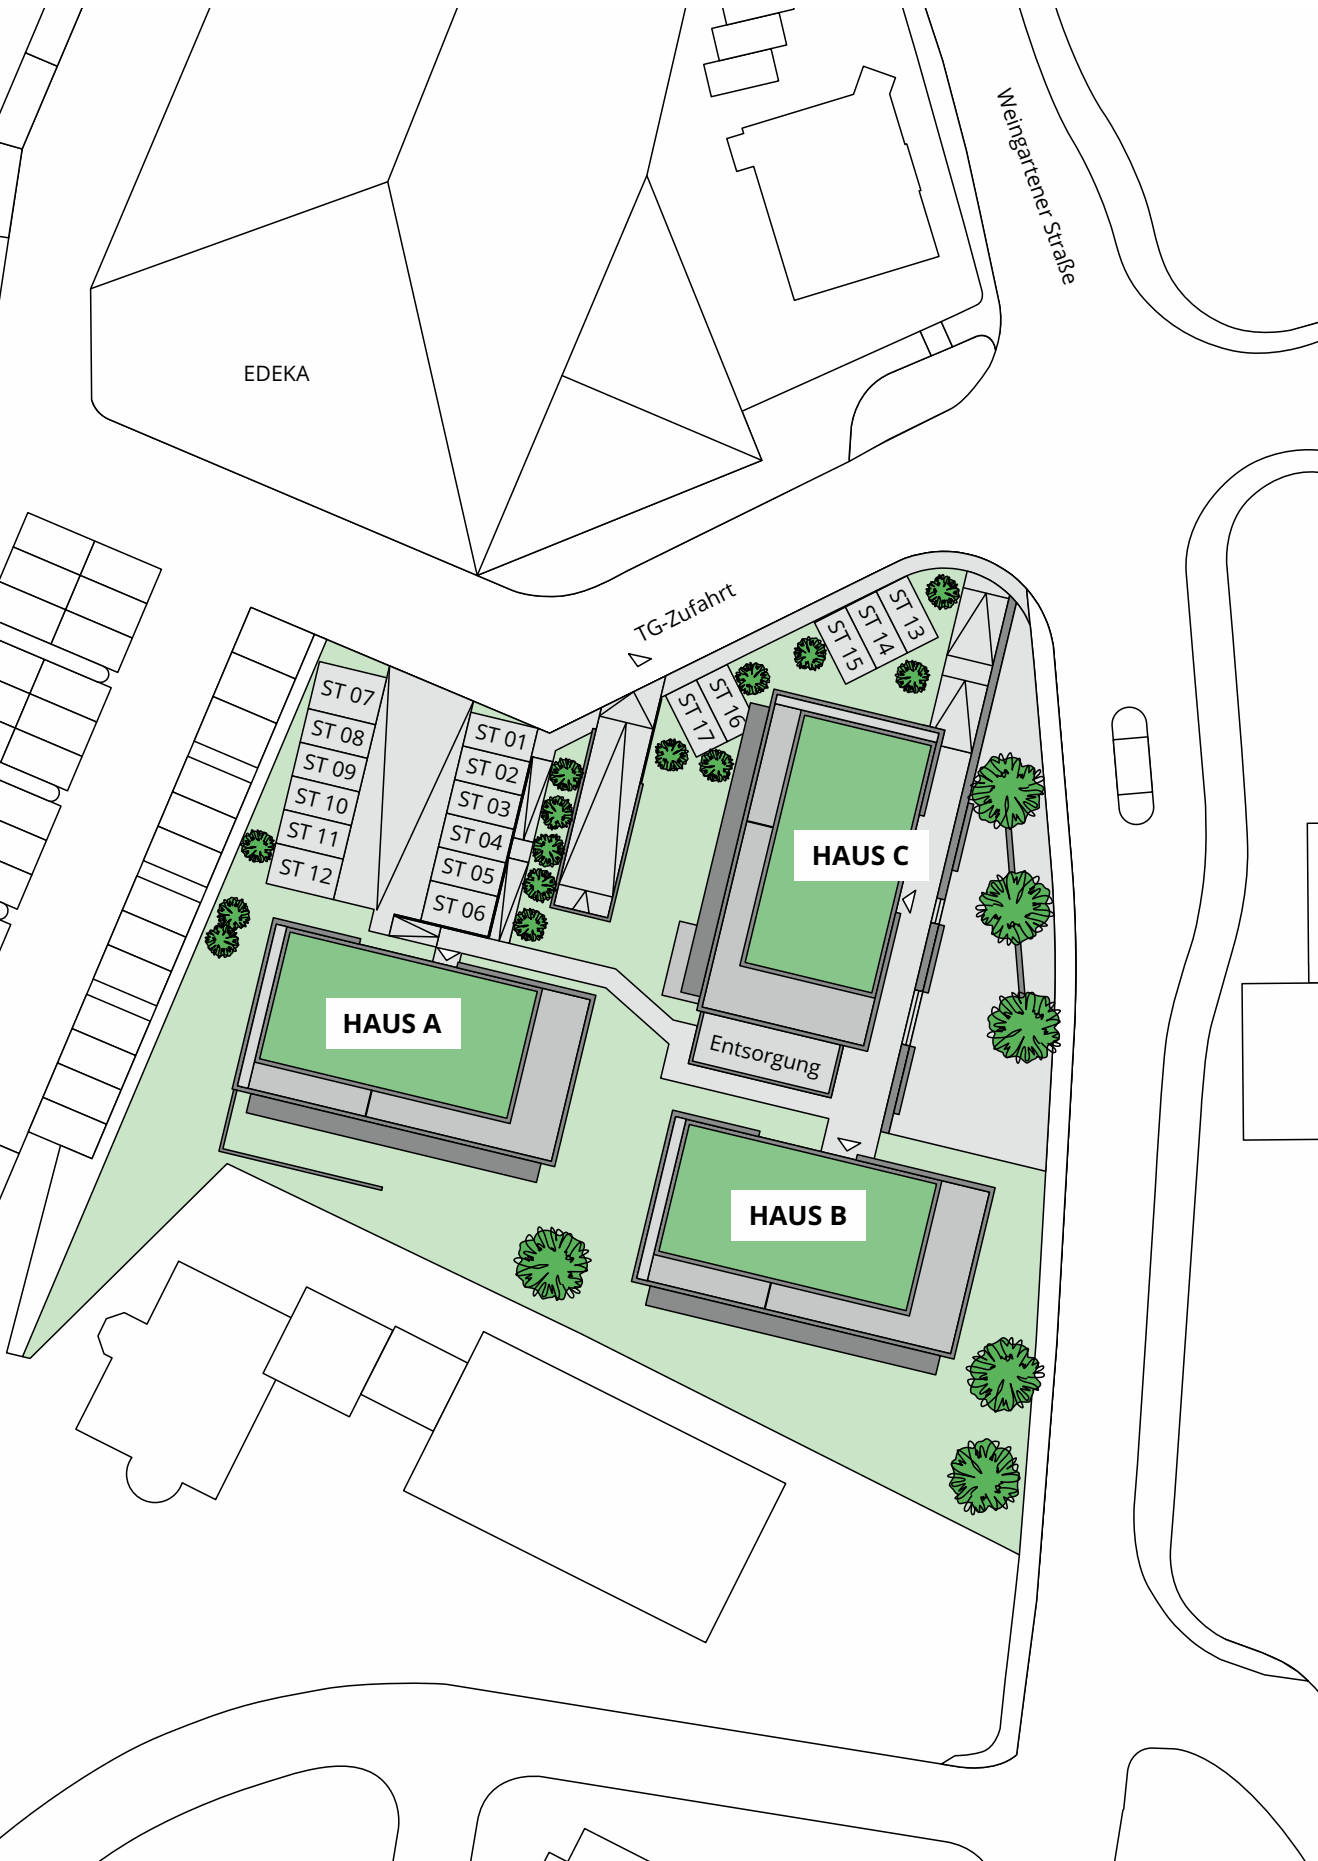 Weingartener Straße
EDEKA
TG-Zufahrt
ST 13
ST 14
ST 15
ST 16
ST 17
ST 07
ST 08
ST 09
ST 10
ST 11
ST 12
ST 01
ST 02
ST 03
ST 04
ST 05
ST 06
HAUS C
HAUS A
Entsorgung
HAUS B